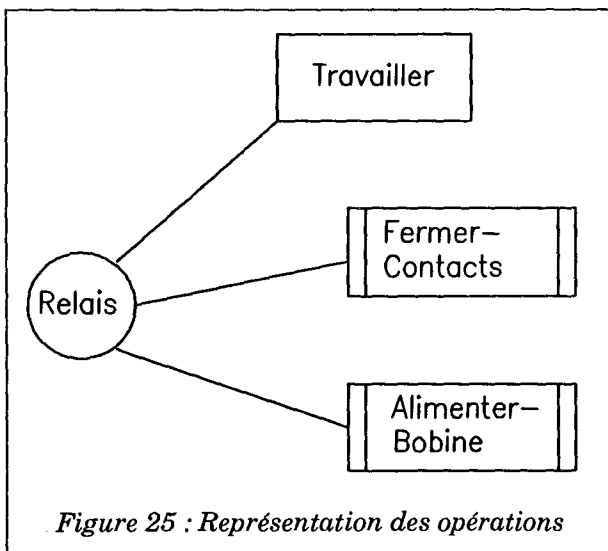 Travailler
Fermer-
Contacts
Relais
Alimenter-
Bobine
Figure 25 : Représentation des opérations